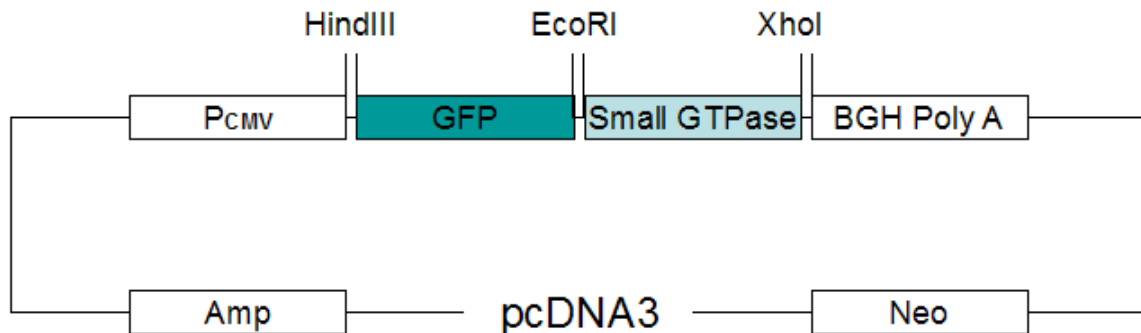 HindIII EcoRI XhoI
PCMV GFP Small GTPase BGH Poly A
Amp pcDNA3 Neo